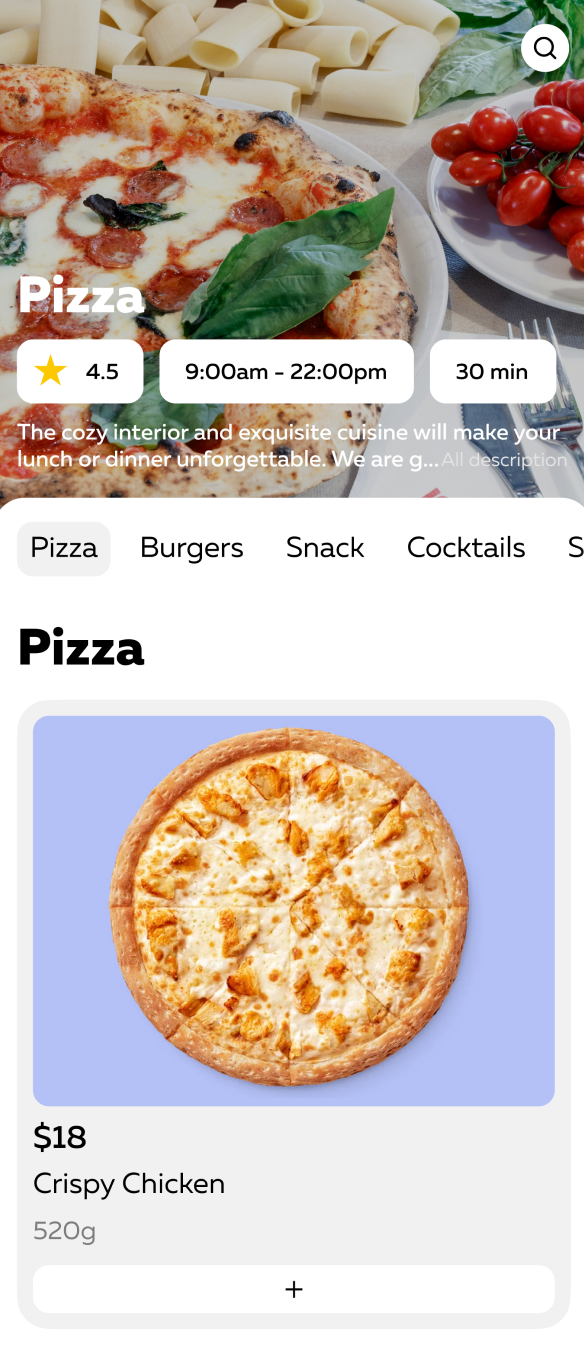 Pizza
4.5
9:00am - 22:00pm
30 min
The cozy interior and exquisite cuisine will make your
lunch or dinner unforgettable. We are g... All description
Pizza Burgers Snack Cocktails S
Pizza
$18
Crispy Chicken
520g
+